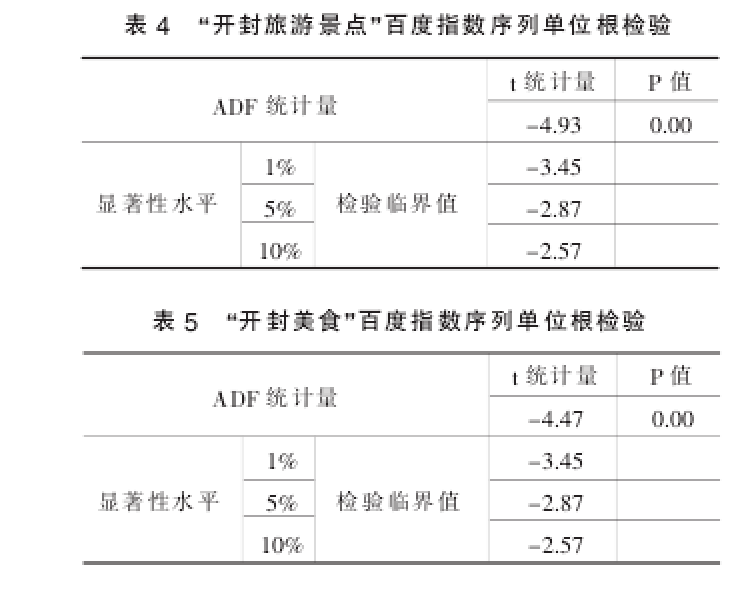 表 4 “开封旅游景点”百度指数序列单位根检验
ADF 统计量 t 统计量 P 值
-4.93 0.00
显著性水平 1% 检验临界值 -3.45
5% -2.87
10% -2.57
表 5 “开封美食”百度指数序列单位根检验
ADF 统计量 t 统计量 P 值
-4.47 0.00
显著性水平 1% 检验临界值 -3.45
5% -2.87
10% -2.57